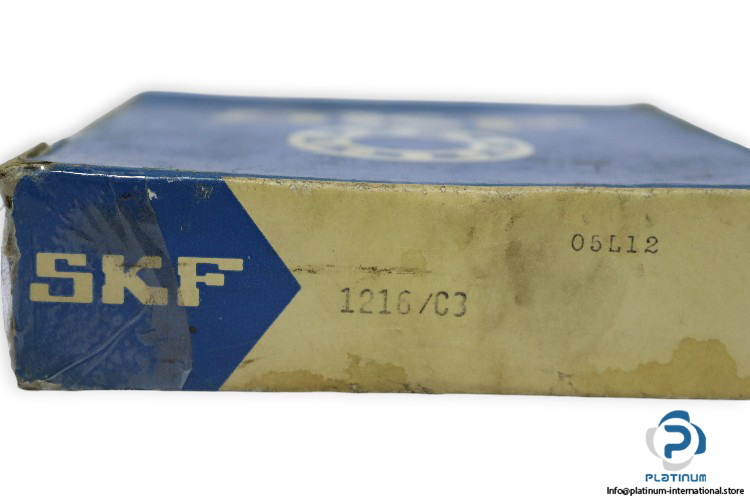 05L12
SKF
1216/C3
PLATINUM
Info@platinum-international.store